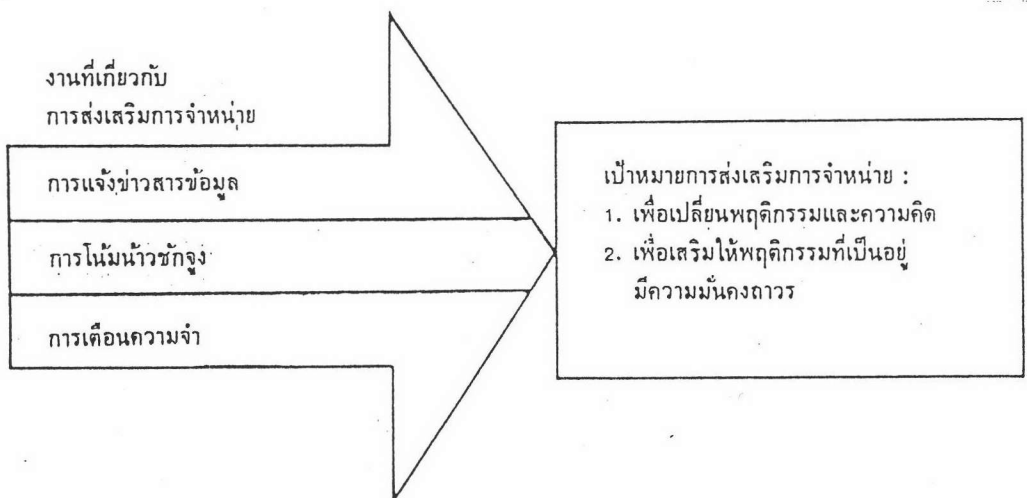 งานที่เกี่ยวกับ
การส่งเสริมการจำหน่าย
การแจ้งข่าวสารข้อมูล
การโน้มน้าวชักจูง
การเตือนความจำ
เป้าหมายการส่งเสริมการจำหน่าย :
1. เพื่อเปลี่ยนพฤติกรรมและความคิด
2. เพื่อเสริมให้พฤติกรรมที่เป็นอยู่
มีความมั่นคงถาวร